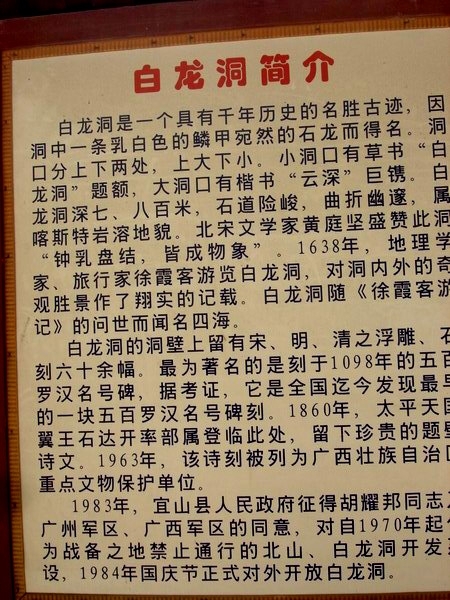 白龙洞简介
白龙洞是一个具有千年历史的名胜古迹，因
洞中一条乳白色的鳞甲宛然的石龙而得名。洞
口分上下两处，上大下小。小洞口有草书“白
龙洞”题额，大洞口有楷书“云深”巨镌。白
龙洞深七、八百米，石道险峻，曲折幽邃，属
喀斯特岩溶地貌。北宋文学家黄庭坚盛赞此洞
“钟乳盘结，皆成物象”。1638年，地理学
家、旅行家徐霞客游览白龙洞，对洞内外的奇
观胜景作了翔实的记载。白龙洞随《徐霞客游
记》的问世而闻名四海。
白龙洞的洞壁上留有宋、明、清之浮雕、石
刻六十余幅。最为著名的是刻于1098年的五百
罗汉名号碑，据考证，它是全国迄今发现最早
的一块五百罗汉名号碑刻。1860年，太平天国
翼王石达开率部属登临此处，留下珍贵的题壁
诗文。1963年，该诗刻被列为广西壮族自治区
重点文物保护单位。
1983年，宜山县人民政府征得胡耀邦同志及
广州军区、广西军区的同意，对自1970年起作
为战备之地禁止通行的北山、白龙洞开发建
设，1984年国庆节正式对外开放白龙洞。